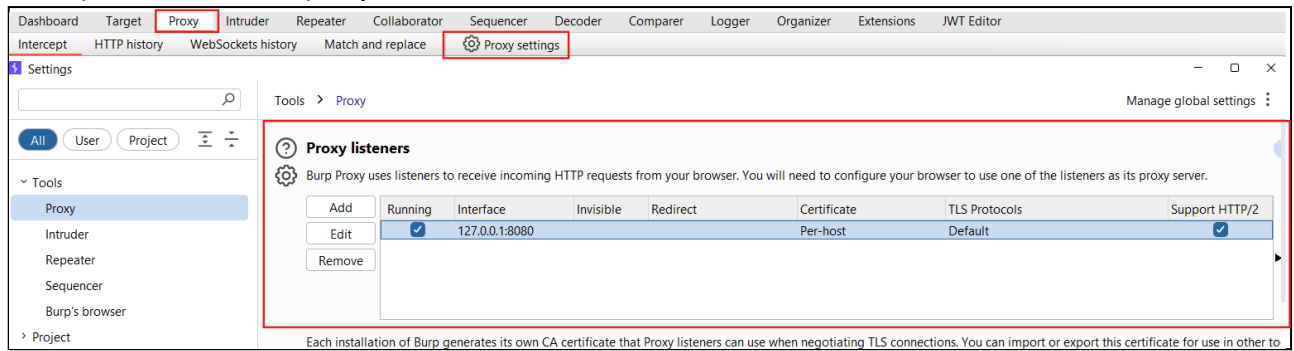 Dashboard Target Proxy Intruder Repeater Collaborator Sequencer Decoder Comparer Logger Organizer Extensions JWT Editor
Intercept HTTP history WebSockets history Match and replace Proxy settings
Settings
Tools > Proxy Manage global settings
All User Project
Proxy listeners
Burp Proxy uses listeners to receive incoming HTTP requests from your browser. You will need to configure your browser to use one of the listeners as its proxy server.
Tools
Proxy
Intruder
Repeater
Sequencer
Burp's browser
Project
Add
Edit
Remove
Running Interface Invisible Redirect Certificate TLS Protocols Support HTTP/2
127.0.0.1:8080 Per-host Default
Each installation of Burp generates its own CA certificate that Proxy listeners can use when negotiating TLS connections. You can import or export this certificate for use in other to